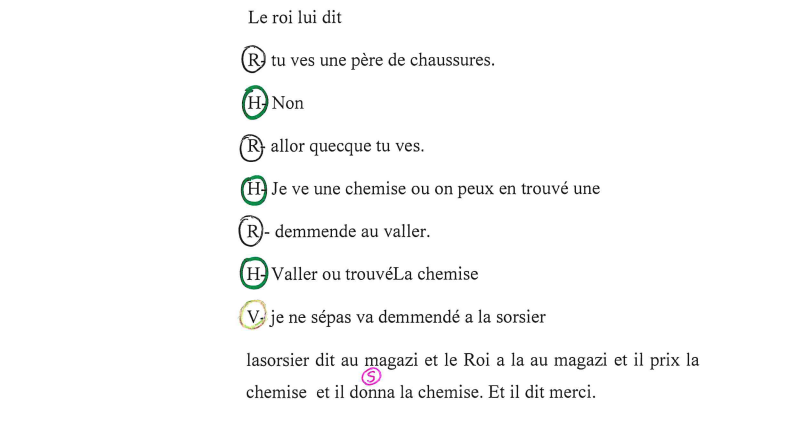 Le roi lui dit
R- tu ves une père de chaussures.
H- Non
R- allor quecque tu ves.
H- Je ve une chemise ou on peux en trouvé une
R - demmende au valler.
H- Valler ou trouvéLa chemise
V- je ne sépas va demmendé a la sorsier
lasorsier dit au magazi et le Roi a la au magazi et il prix la
S
chemise et il donna la chemise. Et il dit merci.